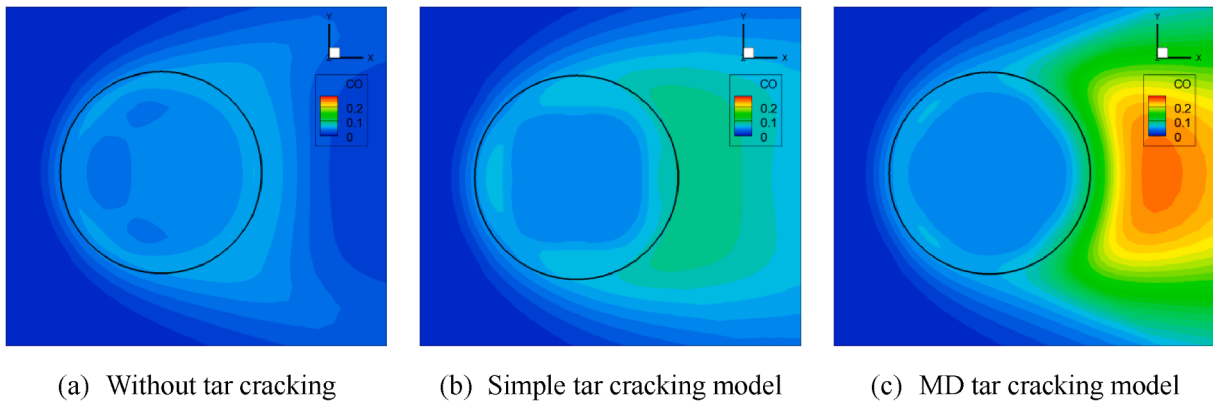 Y
X
CO
0.2
0.1
0
Y
X
CO
0.2
0.1
0
Y
X
CO
0.2
0.1
0
(a) Without tar cracking
(b) Simple tar cracking model
(c) MD tar cracking model